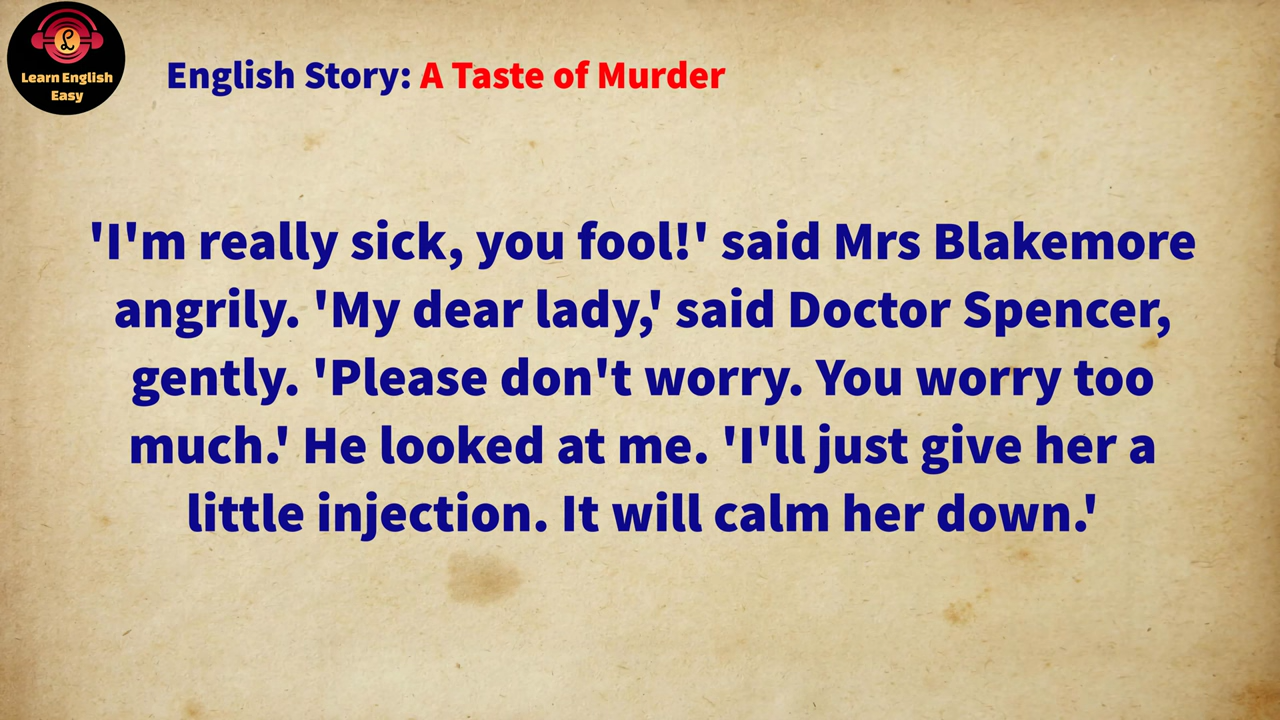 Learn English
Easy
English Story: A Taste of Murder
'I'm really sick, you fool!' said Mrs Blakemore
angrily. 'My dear lady,' said Doctor Spencer,
gently. 'Please don't worry. You worry too
much.' He looked at me. 'I'll just give her a
little injection. It will calm her down.'